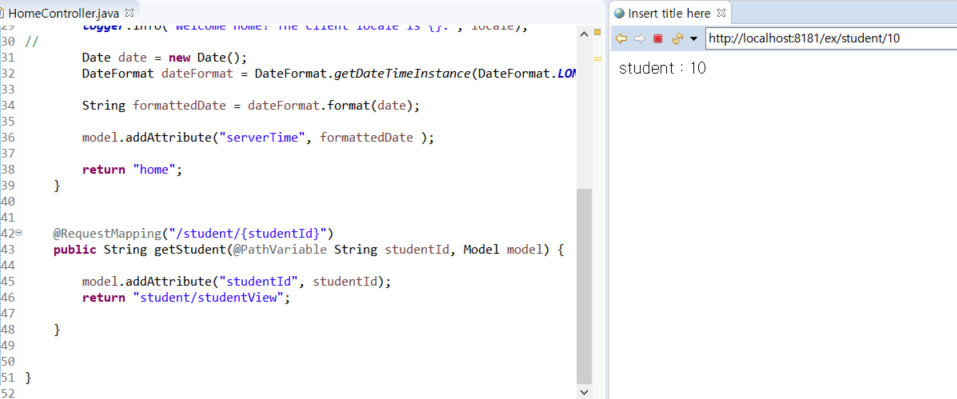 HomeController.java
29 logger.info("Welcome home! The client locale is {}.", locale);
30 //
31 Date date = new Date();
32 DateFormat dateFormat = DateFormat.getDateTimeInstance(DateFormat.LON
33
34 String formattedDate = dateFormat.format(date);
35
36 model.addAttribute("serverTime", formattedDate );
37
38 return "home";
39 }
40
41
42 @RequestMapping("/student/{studentId}")
43 public String getStudent(@PathVariable String studentId, Model model) {
44
45 model.addAttribute("studentId", studentId);
46 return "student/studentView";
47
48 }
49
50
51 }
52
Insert title here
http://localhost:8181/ex/student/10
student : 10